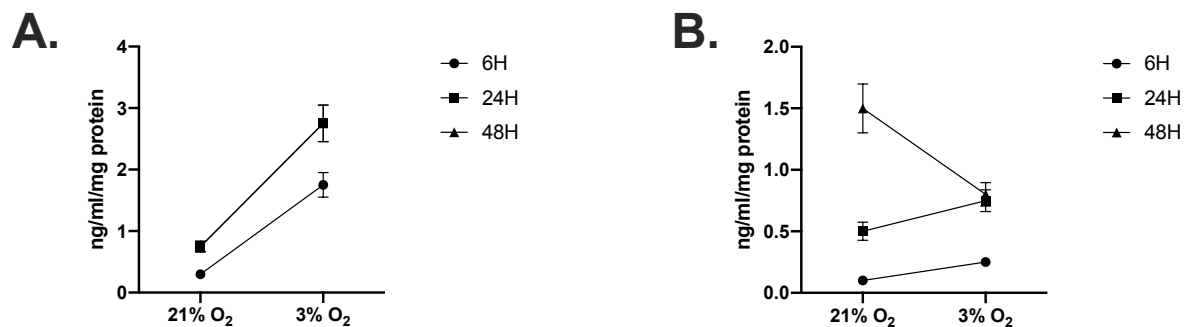 A.
4
3
2
1
0
ng/ml/mg protein
21% O₂
3% O₂
6H
24H
48H
B.
2.0
1.5
1.0
0.5
0.0
ng/ml/mg protein
21% O₂
3% O₂
6H
24H
48H